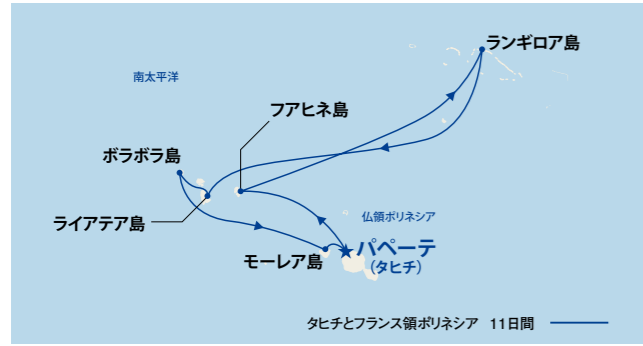 ランギロア島
南太平洋
フアヒネ島
ボラボラ島
ライアテア島
仏領ポリネシア
パペーテ
(タヒチ)
モーレア島
タヒチとフランス領ポリネシア 11日間